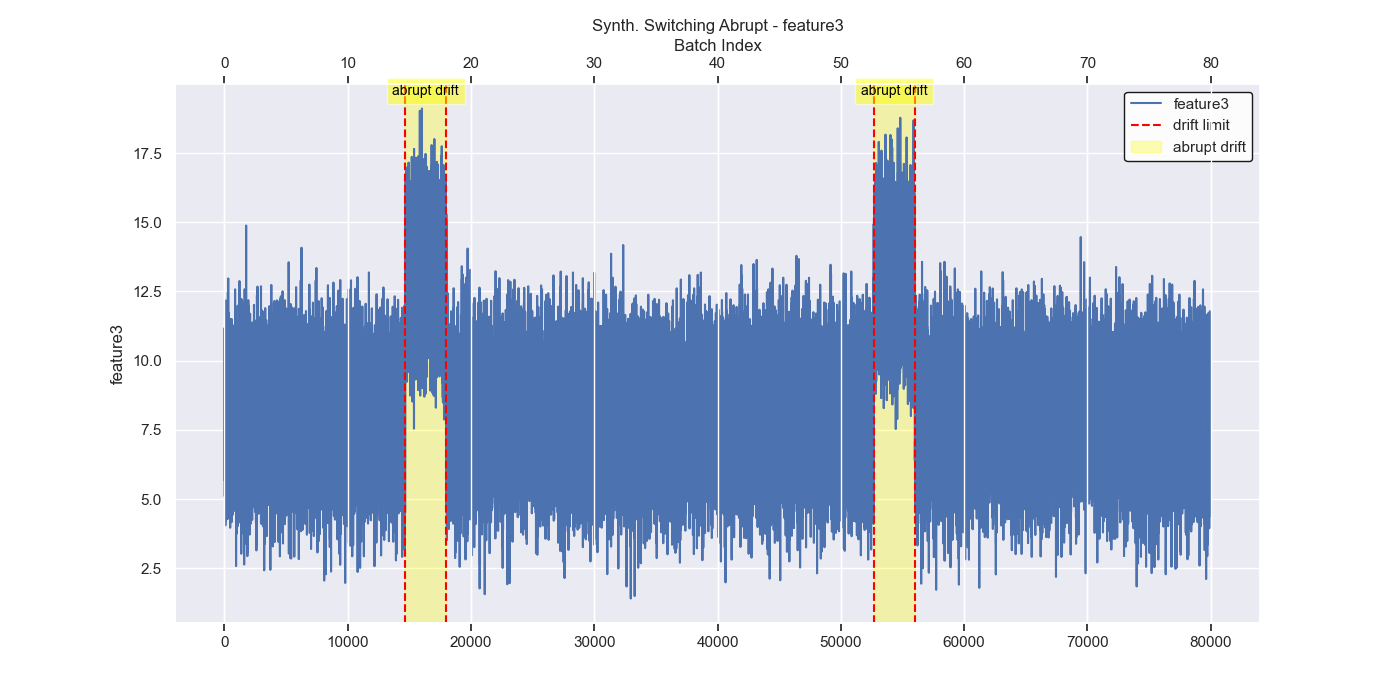 Synth. Switching Abrupt - feature3
Batch Index
0 10 20 30 40 50 60 70 80
abrupt drift abrupt drift
feature3
drift limit
abrupt drift
17.5
15.0
12.5
10.0
7.5
5.0
2.5
feature3
0 10000 20000 30000 40000 50000 60000 70000 80000